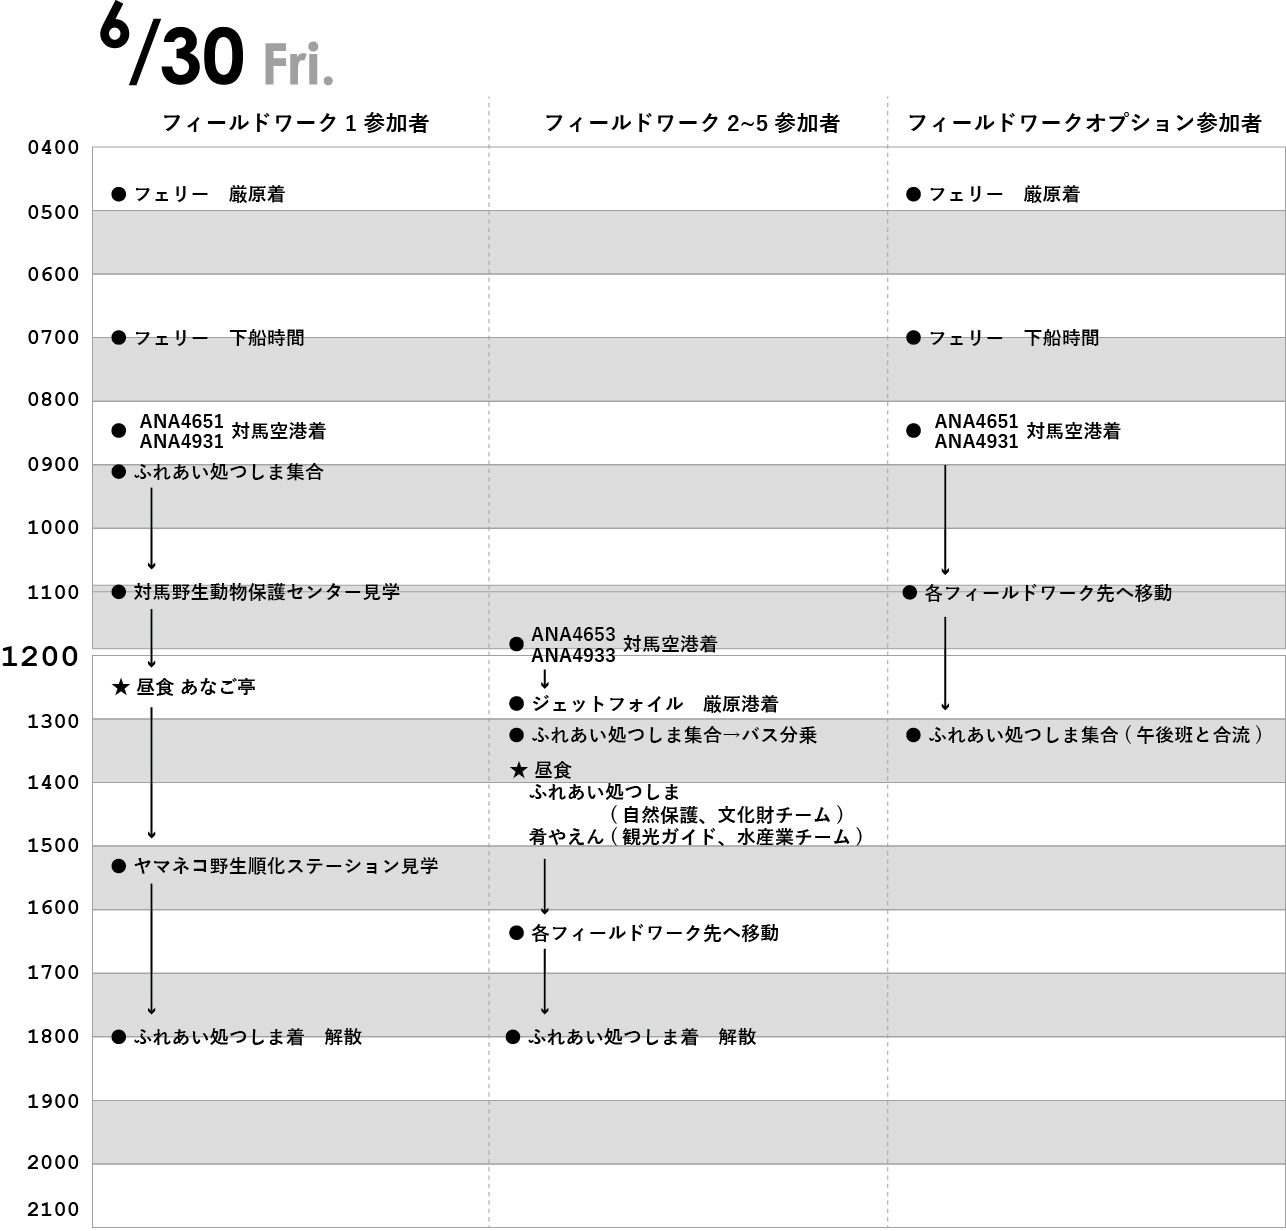 6/30 Fri.
フィールドワーク 1 参加者
フィールドワーク 2~5 参加者
フィールドワークオプション参加者
0400
● フェリー　厳原着
● フェリー　厳原着
0500
0600
0700
● フェリー　下船時間
● フェリー　下船時間
0800
● ANA4651
ANA4931
対馬空港着
● ANA4651
ANA4931
対馬空港着
0900
● ふれあい処つしま集合
1000
1100
● 対馬野生動物保護センター見学
● 各フィールドワーク先へ移動
● ANA4653
ANA4933
対馬空港着
1200
★ 昼食 あなご亭
● ジェットフォイル　厳原港着
1300
● ふれあい処つしま集合→バス分乗
● ふれあい処つしま集合 ( 午後班と合流 )
★ 昼食
1400
ふれあい処つしま
( 自然保護、文化財チーム )
肴やえん ( 観光ガイド、水産業チーム )
1500
● ヤマネコ野生順化ステーション見学
1600
● 各フィールドワーク先へ移動
1700
1800
● ふれあい処つしま着　解散
● ふれあい処つしま着　解散
1900
2000
2100